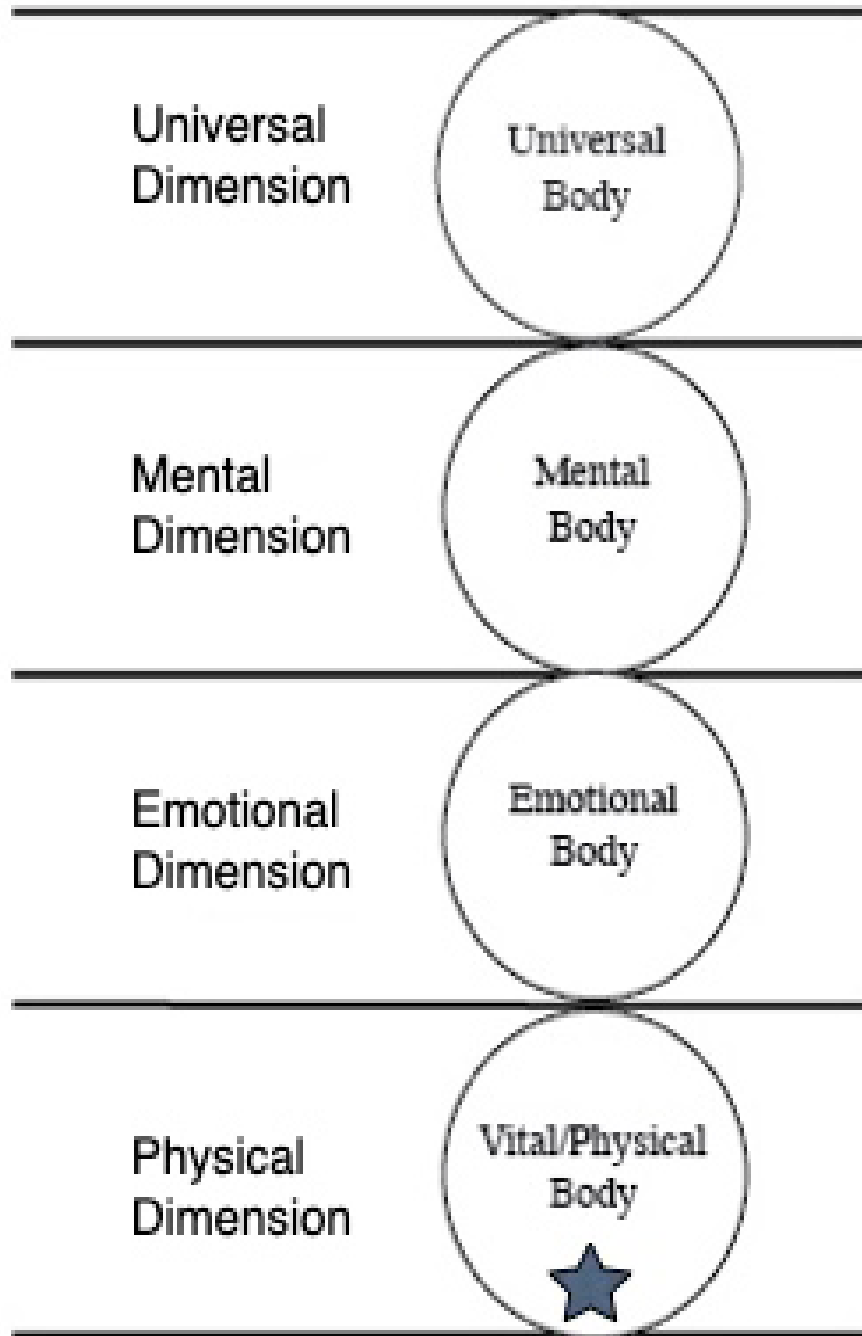 Universal
Dimension
Universal
Body
Mental
Dimension
Mental
Body
Emotional
Dimension
Emotional
Body
Physical
Dimension
Vital/Physical
Body